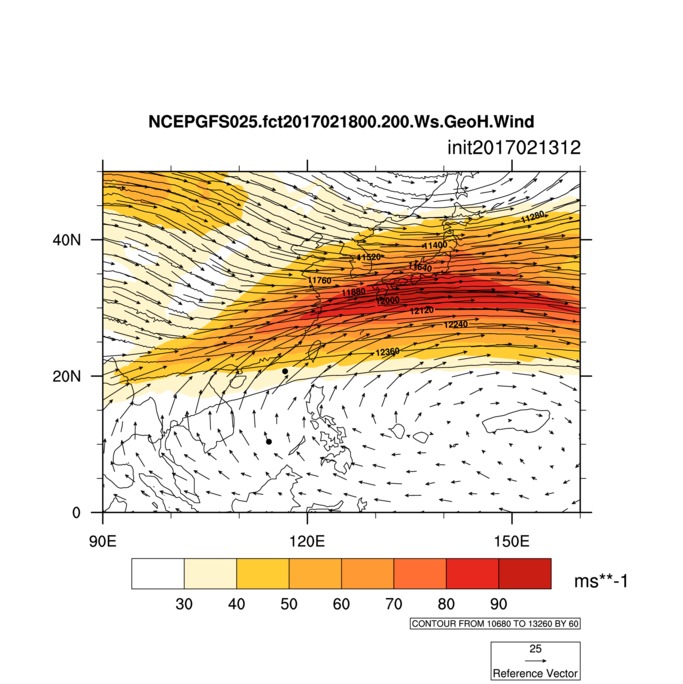 NCEPGFS025.fct2017021800.200.Ws.GeoH.Wind
init2017021312
11280
40N
11400
11520
11640
11760
11880
12000
12120
12240
12360
20N
0
90E 120E 150E
30 40 50 60 70 80 90
ms**-1
CONTOUR FROM 10680 TO 13260 BY 60
25
Reference Vector